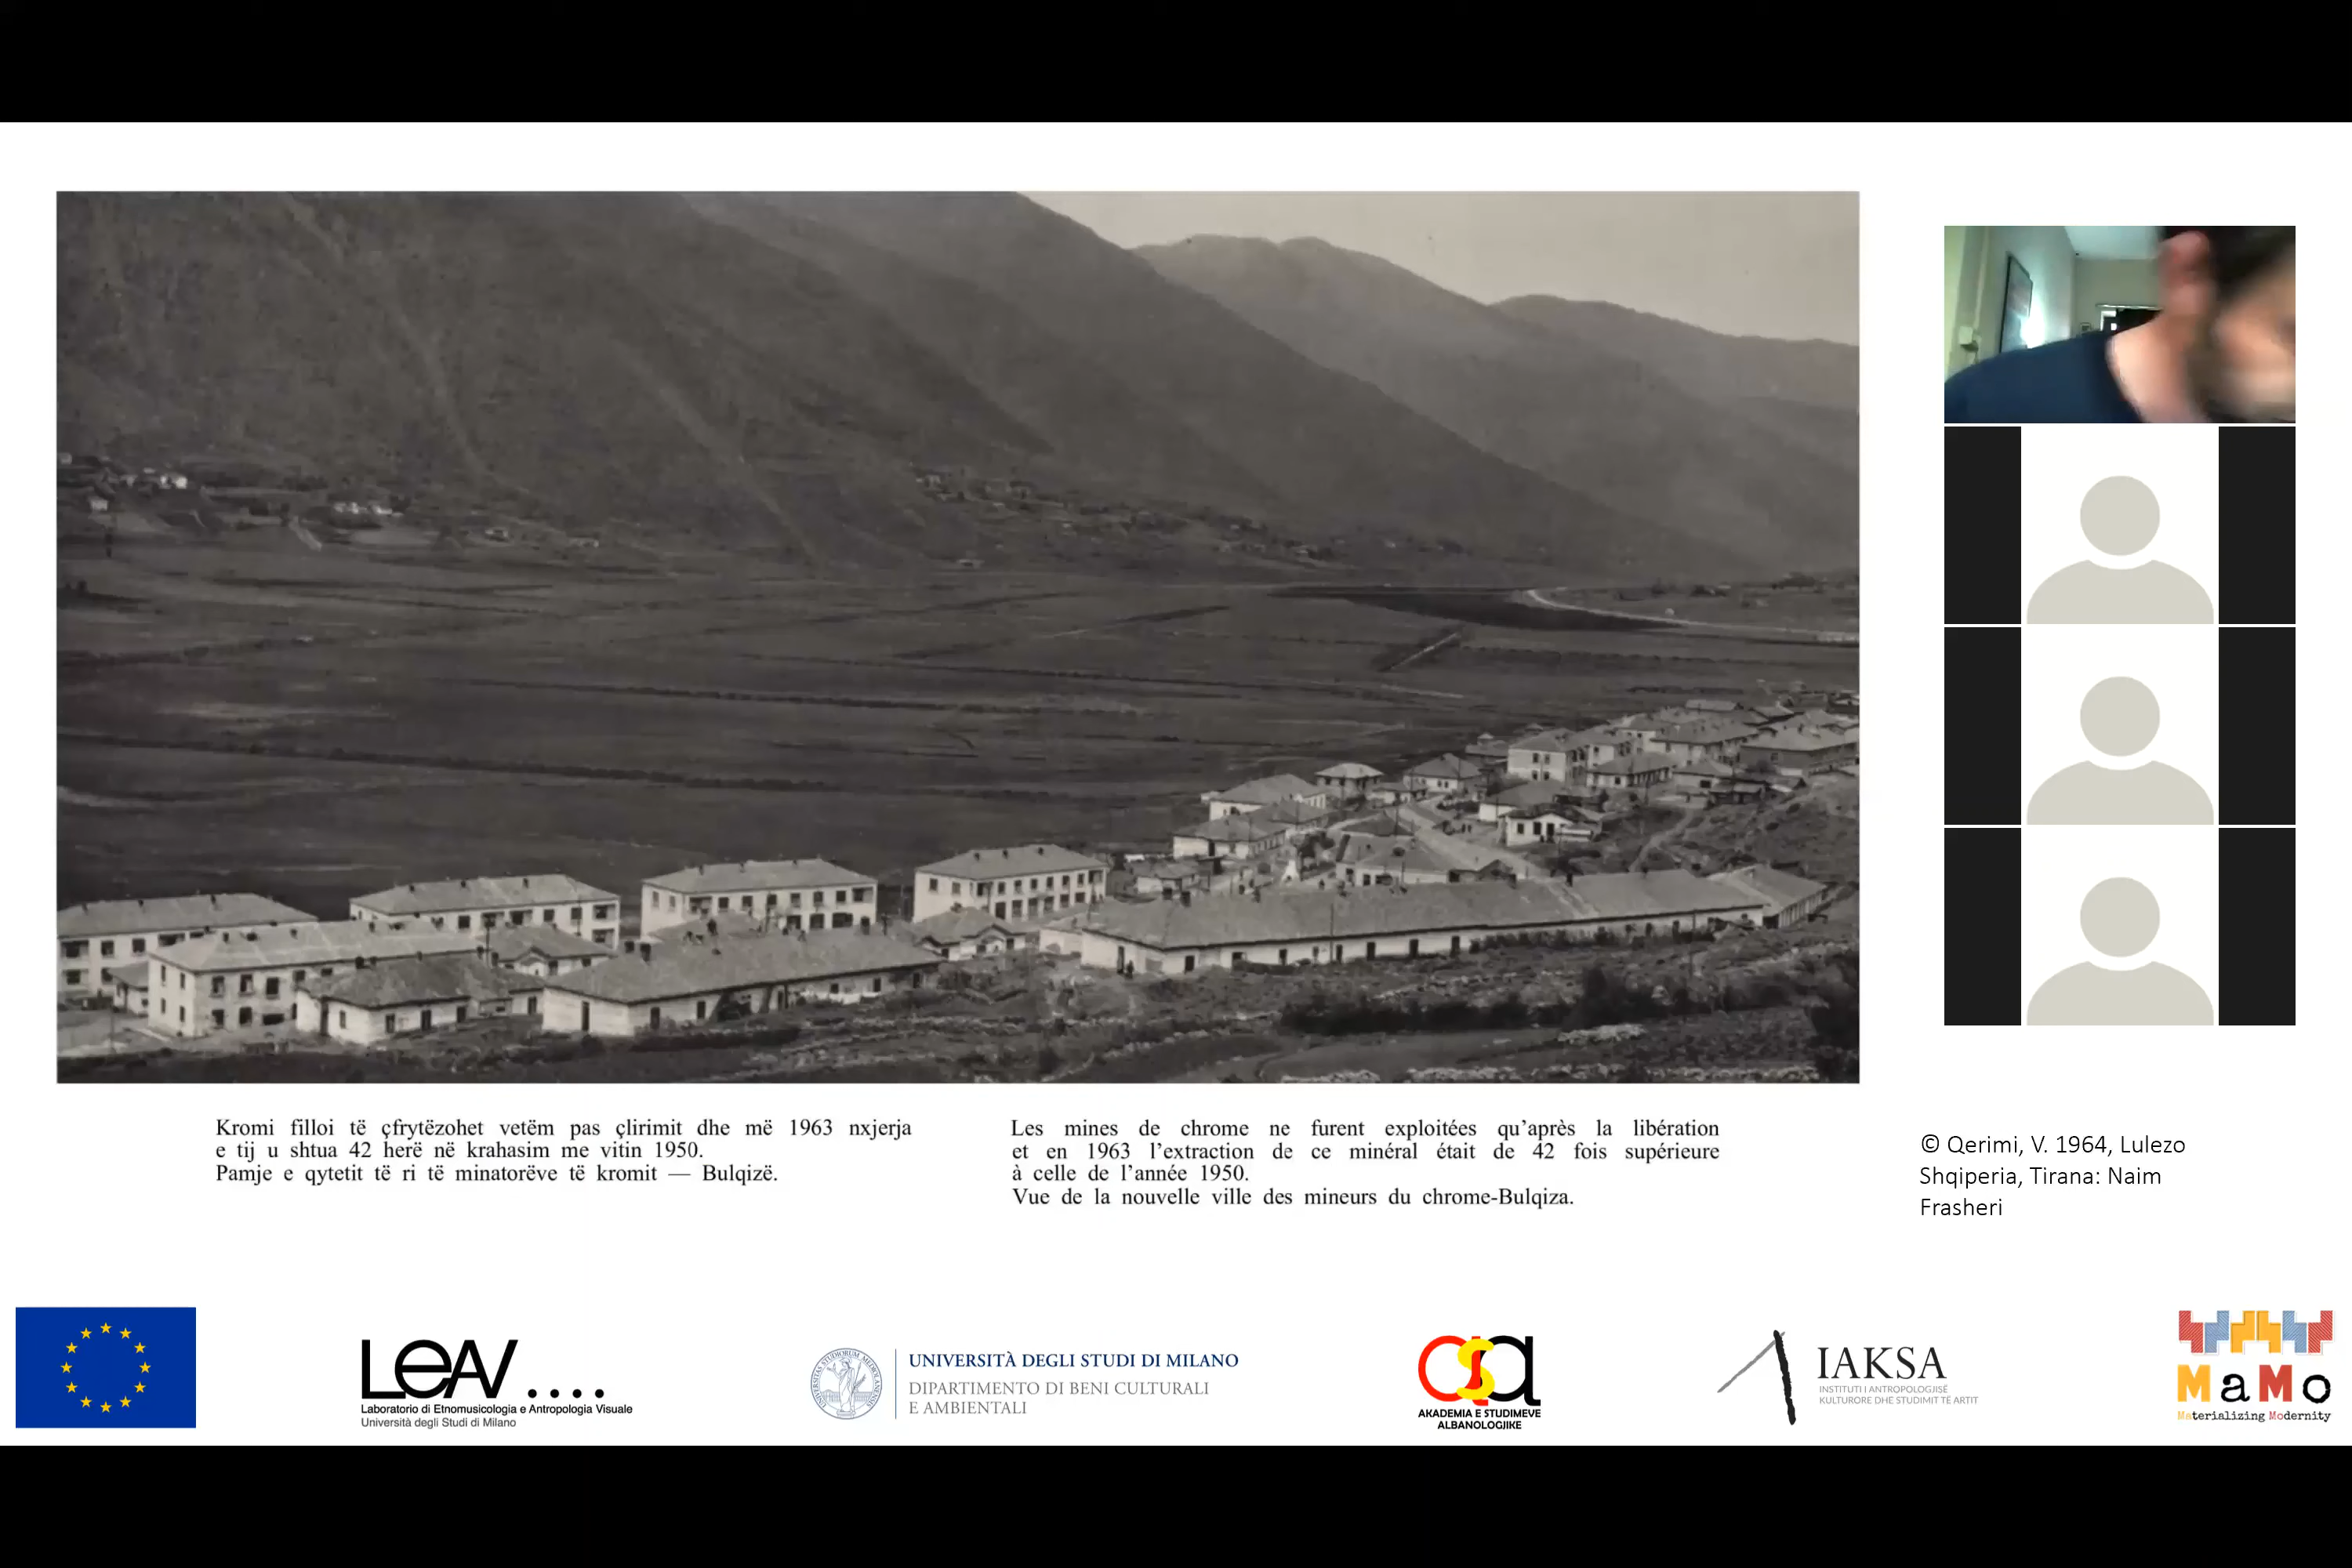 Kromi filloi të çfrytëzohet vetëm pas çlirimit dhe më 1963 nxjerja
e tij u shtua 42 herë në krahasim me vitin 1950.
Pamje e qytetit të ri të minatorëve të kromit — Bulqizë.
Les mines de chrome ne furent exploitées qu'après la libération
et en 1963 l'extraction de ce minéral était de 42 fois supérieure
à celle de l'année 1950.
Vue de la nouvelle ville des mineurs du chrome-Bulqiza.
© Qerimi, V. 1964, Lulezo
Shqiperia, Tirana: Naim
Frasheri
LeAV....
Laboratorio di Etnomusicologia e Antropologia Visuale
Università degli Studi di Milano
UNIVERSITÀ DEGLI STUDI DI MILANO
DIPARTIMENTO DI BENI CULTURALI
E AMBIENTALI
asa
AKADEMIA E STUDIMEVE
ALBANOLOGJIKE
IAKSA
INSTITUTI I ANTROPOLOGJISË
KULTURORE DHE STUDIMIT TË ARTIT
MaMo
Materializing Modernity